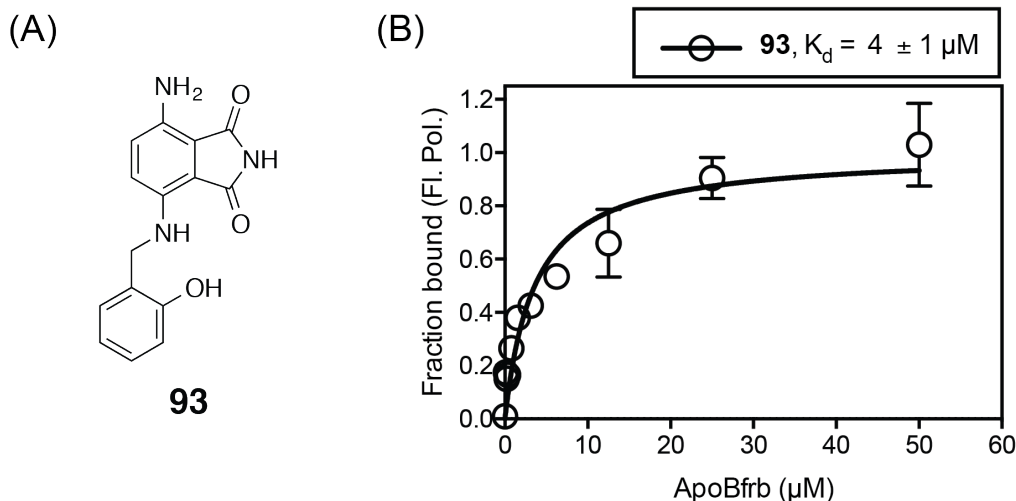 (A)
NH₂
O
NH
O
NH
OH
93
(B)
93, K_d = 4 ± 1 µM
Fraction bound (Fl. Pol.)
1.2
1.0
0.8
0.6
0.4
0.2
0.0
0 10 20 30 40 50 60
ApoBfrb (µM)